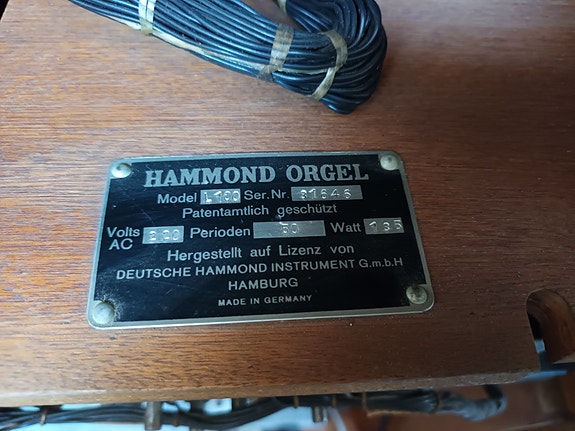 HAMMOND ORGEL
Model L100 Ser. Nr. 31646
Patentamtlich geschützt
Volts AC 220 Perioden 50 Watt 135
Hergestellt auf Lizenz von
DEUTSCHE HAMMOND INSTRUMENT G.m.b.H
HAMBURG
MADE IN GERMANY